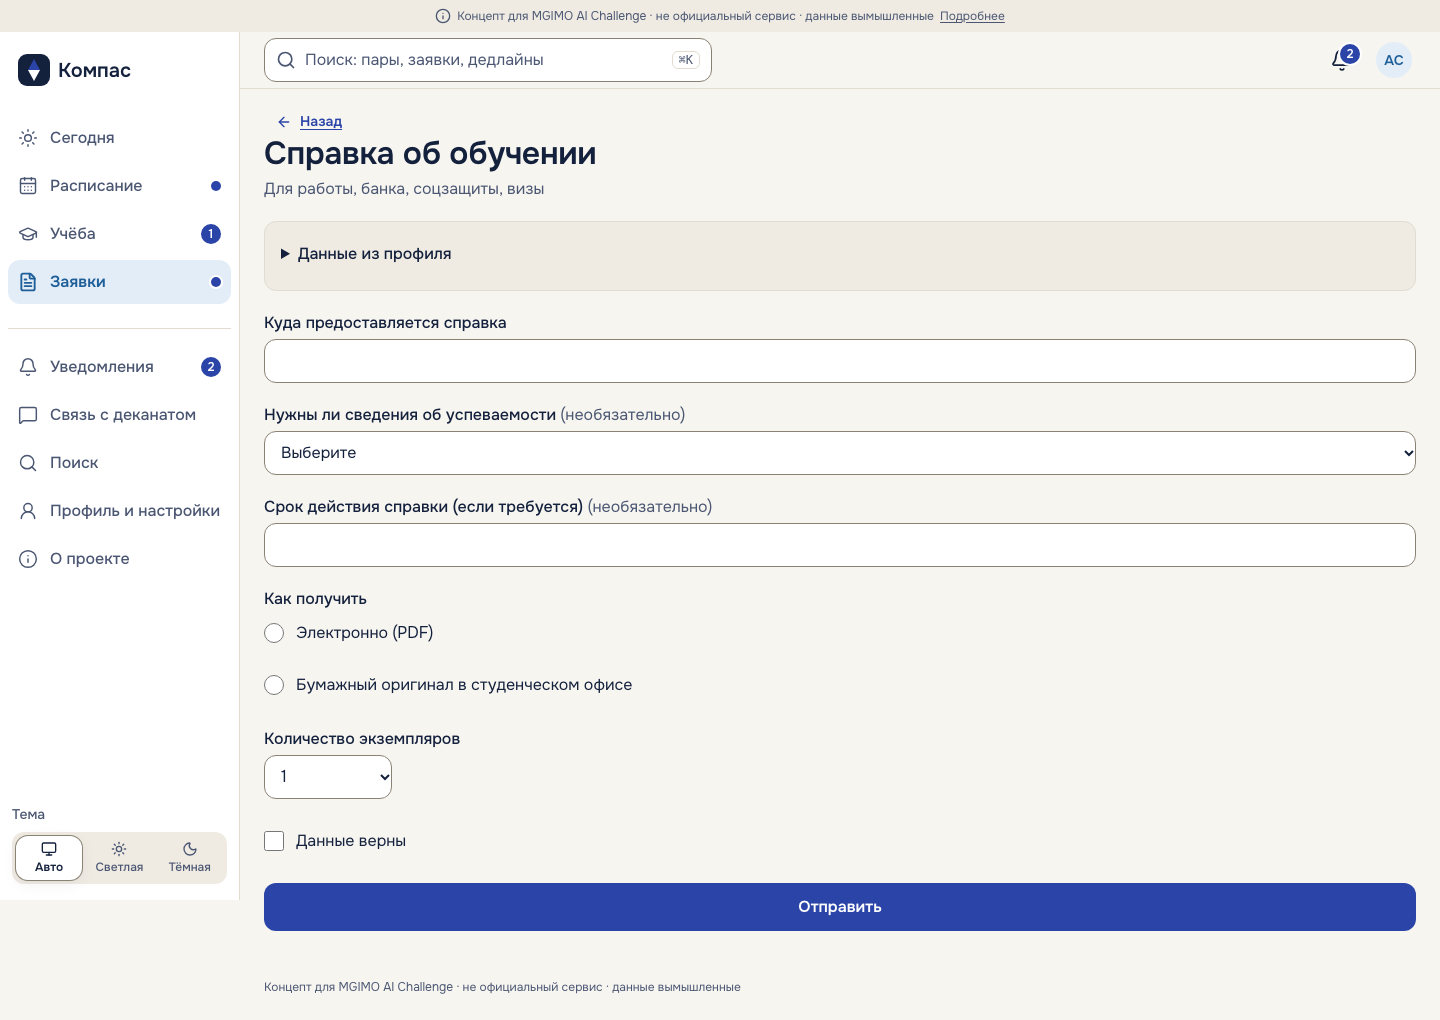 Концепт для MGIMO AI Challenge · не официальный сервис · данные вымышленные Подробнее
Компас
Поиск: пары, заявки, дедлайны ⌘K
2
АС
Сегодня
Расписание
Учёба 1
Заявки
Уведомления 2
Связь с деканатом
Поиск
Профиль и настройки
О проекте
Тема
Авто Светлая Тёмная
Назад
Справка об обучении
Для работы, банка, соцзащиты, визы
Данные из профиля
Куда предоставляется справка
Нужны ли сведения об успеваемости (необязательно)
Выберите
Срок действия справки (если требуется) (необязательно)
Как получить
Электронно (PDF)
Бумажный оригинал в студенческом офисе
Количество экземпляров
1
Данные верны
Отправить
Концепт для MGIMO AI Challenge · не официальный сервис · данные вымышленные